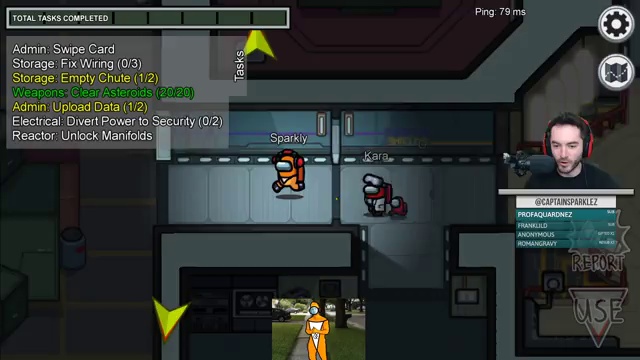 TOTAL TASKS COMPLETED
Ping: 79 ms
Tasks
Admin: Swipe Card
Storage: Fix Wiring (0/3)
Storage: Empty Chute (1/2)
Weapons: Clear Asteroids (20/20)
Admin: Upload Data (1/2)
Electrical: Divert Power to Security (0/2)
Reactor: Unlock Manifolds
Sparkly
Kara
@CAPTAINSPARKLEZ
PROFAQUARDNEZ
FRANKLILD
ANONYMOUS
ROMANGRAVY
REPORT
USE